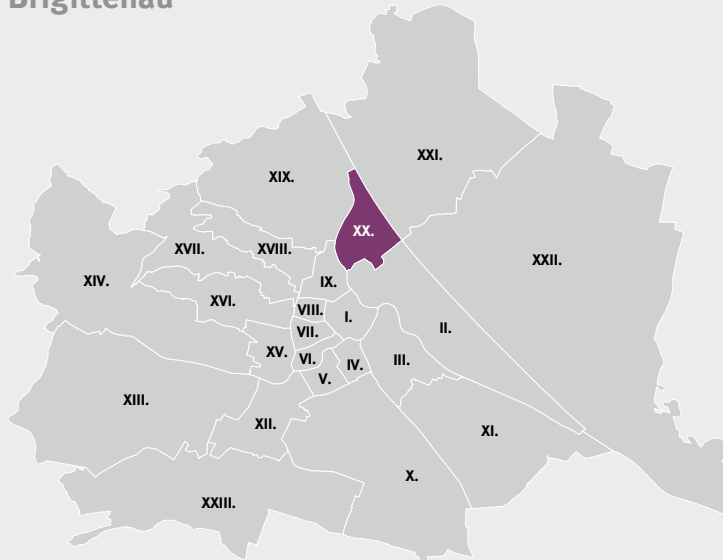 Brigittenau
XXI.
XIX.
XX.
XVII.
XVIII.
XXII.
XIV.
IX.
XVI.
VIII.
I.
II.
VII.
XV.
VI.
IV.
III.
V.
XIII.
XII.
XI.
X.
XXIII.